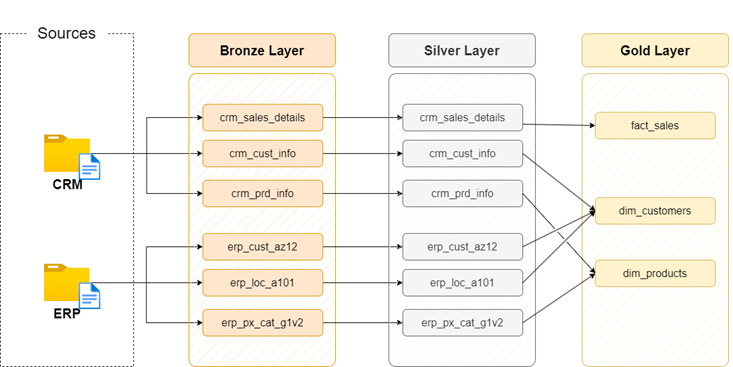 Sources
Bronze Layer
Silver Layer
Gold Layer
CRM
ERP
crm_sales_details
crm_cust_info
crm_prd_info
erp_cust_az12
erp_loc_a101
erp_px_cat_g1v2
crm_sales_details
crm_cust_info
crm_prd_info
erp_cust_az12
erp_loc_a101
erp_px_cat_g1v2
fact_sales
dim_customers
dim_products